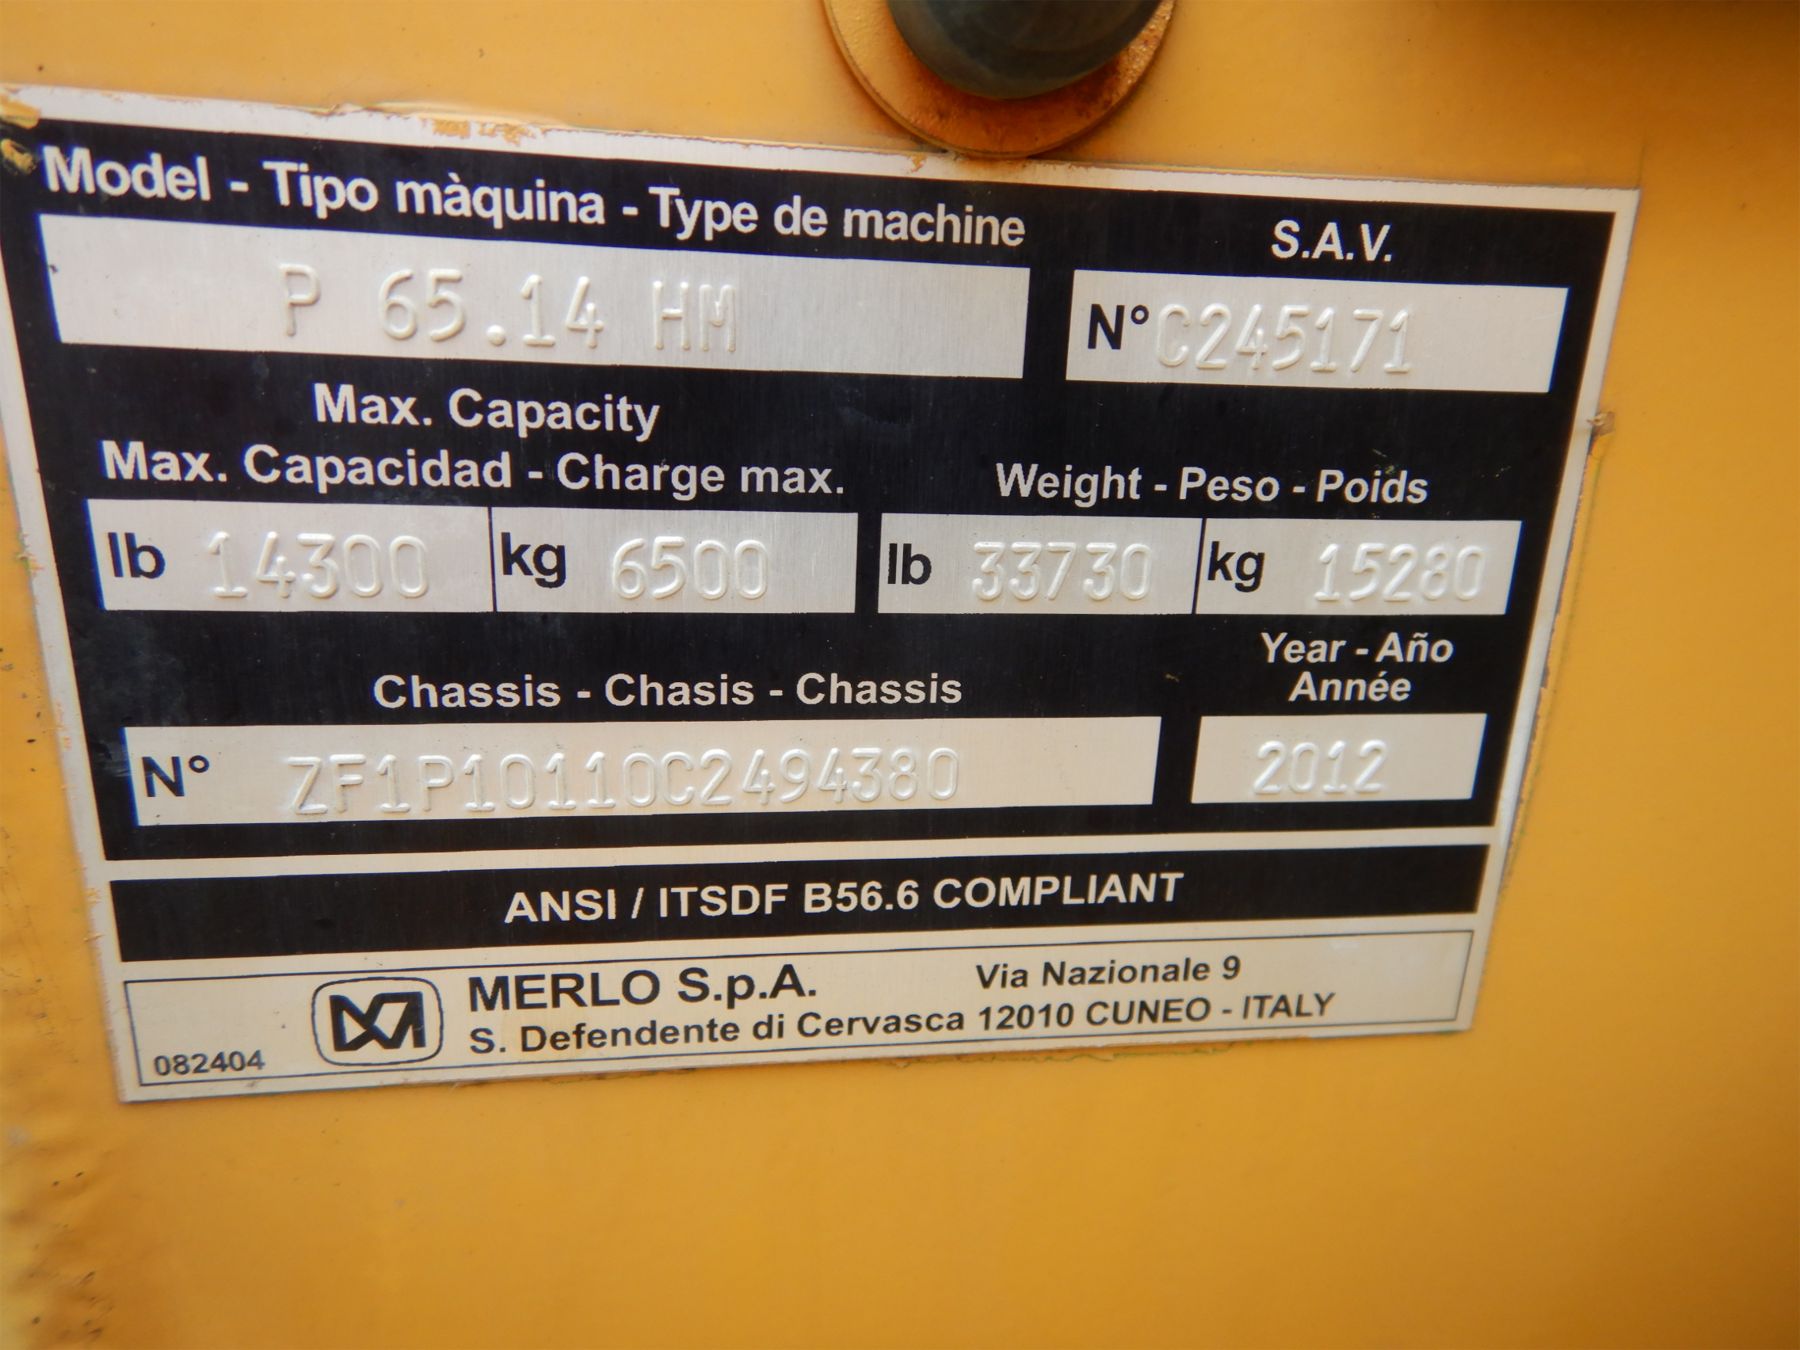 Model - Tipo màquina - Type de machine
P 65.14 HM
S.A.V.
N° C245171
Max. Capacity
Max. Capacidad - Charge max.
lb 14300 kg 6500
Weight - Peso - Poids
lb 33730 kg 15280
Chassis - Chasis - Chassis
N° ZF1P10110C2494380
Year - Año
Année
2012
ANSI / ITSDF B56.6 COMPLIANT
082404
MERLO S.p.A.
Via Nazionale 9
S. Defendente di Cervasca 12010 CUNEO - ITALY